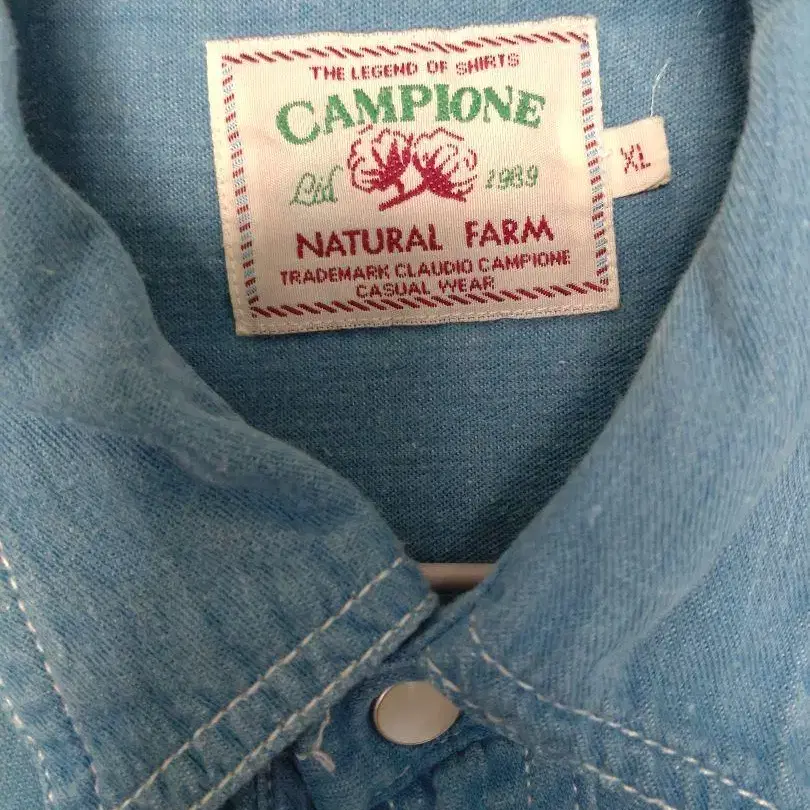 THE LEGEND OF SHIRTS
CAMPIONE
Ltd 1989
NATURAL FARM
TRADEMARK CLAUDIO CAMPIONE
CASUAL WEAR
XL